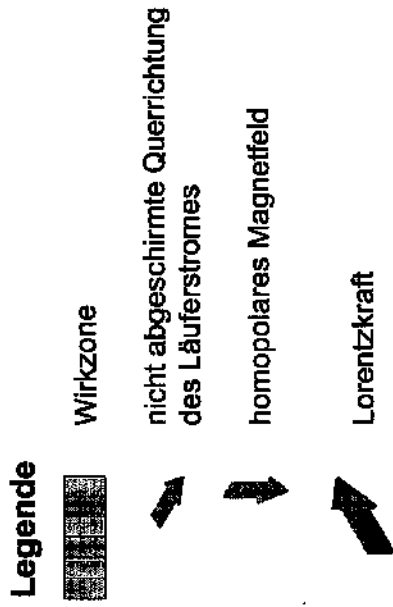 Legende
Wirkzone
nicht abgeschirmte Querrichtung
des Läuferstromes
homopolares Magnetfeld
Lorentzkraft